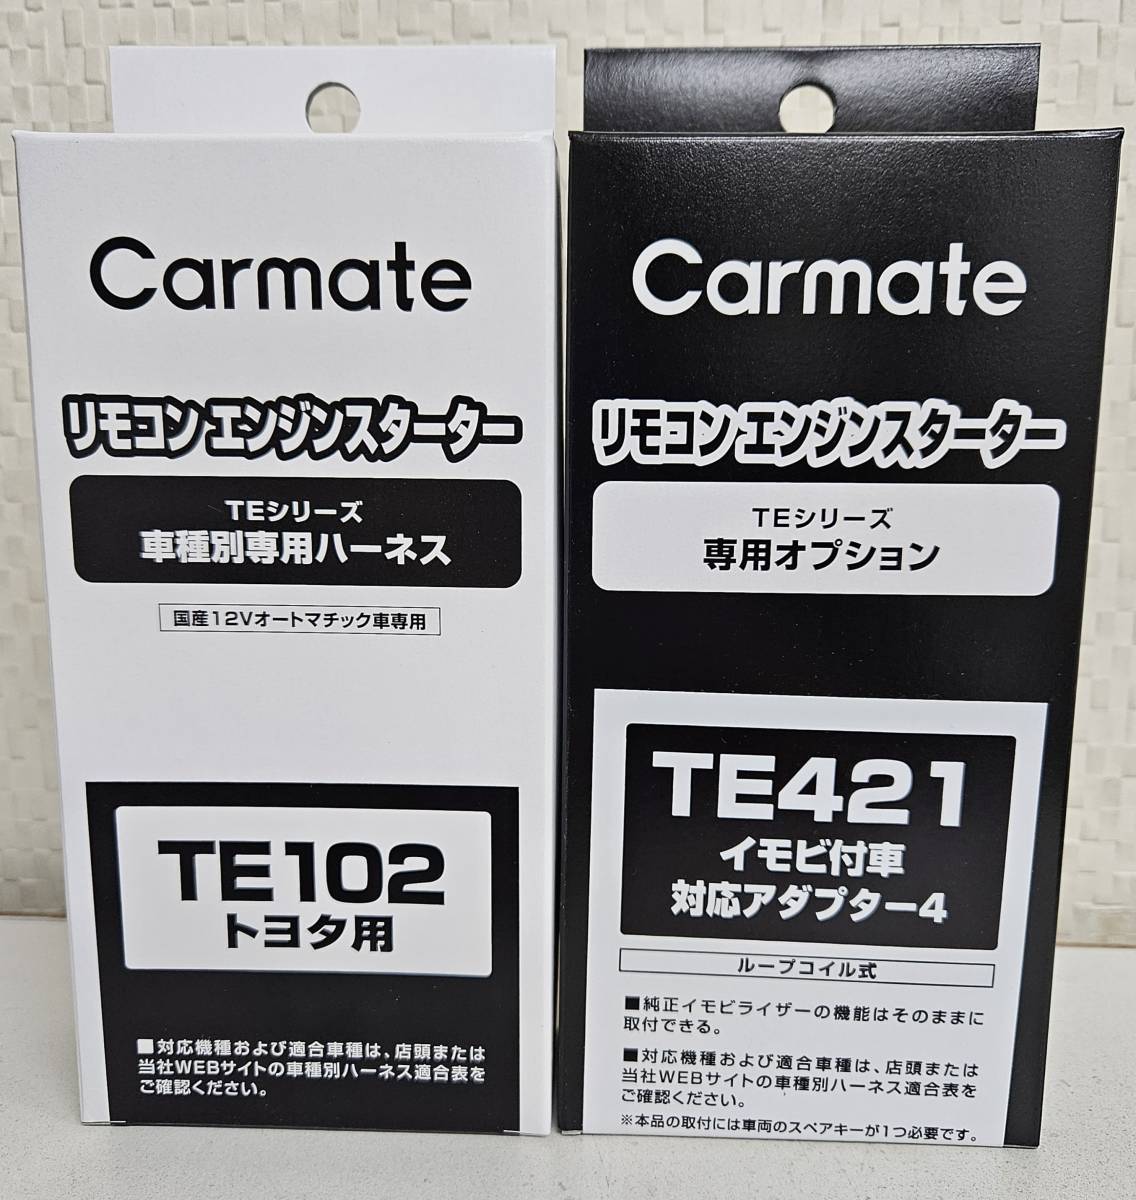 Carmate
リモコンエンジンスターター
TEシリーズ
車種別専用ハーネス
国産12Vオートマチック車専用
TE102
トヨタ用
■対応機種および適合車種は、店頭または
当社WEBサイトの車種別ハーネス適合表を
ご確認ください。
Carmate
リモコンエンジンスターター
TEシリーズ
専用オプション
TE421
イモビ付車
対応アダプター4
ループコイル式
■純正イモビライザーの機能はそのままに
取付できる。
■対応機種および適合車種は、店頭または
当社WEBサイトの車種別ハーネス適合表を
ご確認ください。
※本品の取付には車両のスペアキーが1つ必要です。